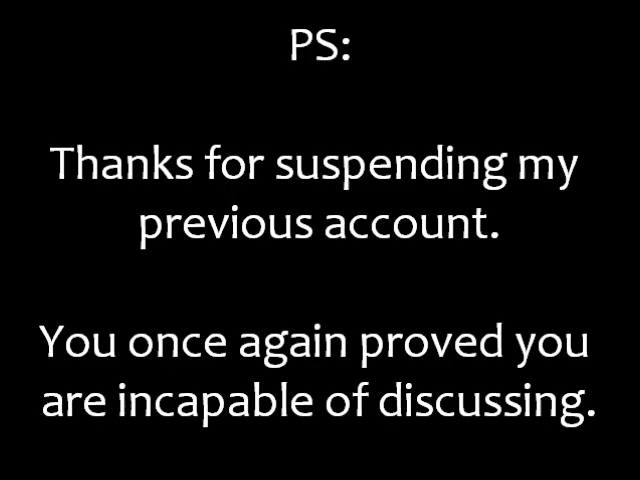 PS:
Thanks for suspending my
previous account.
You once again proved you
are incapable of discussing.